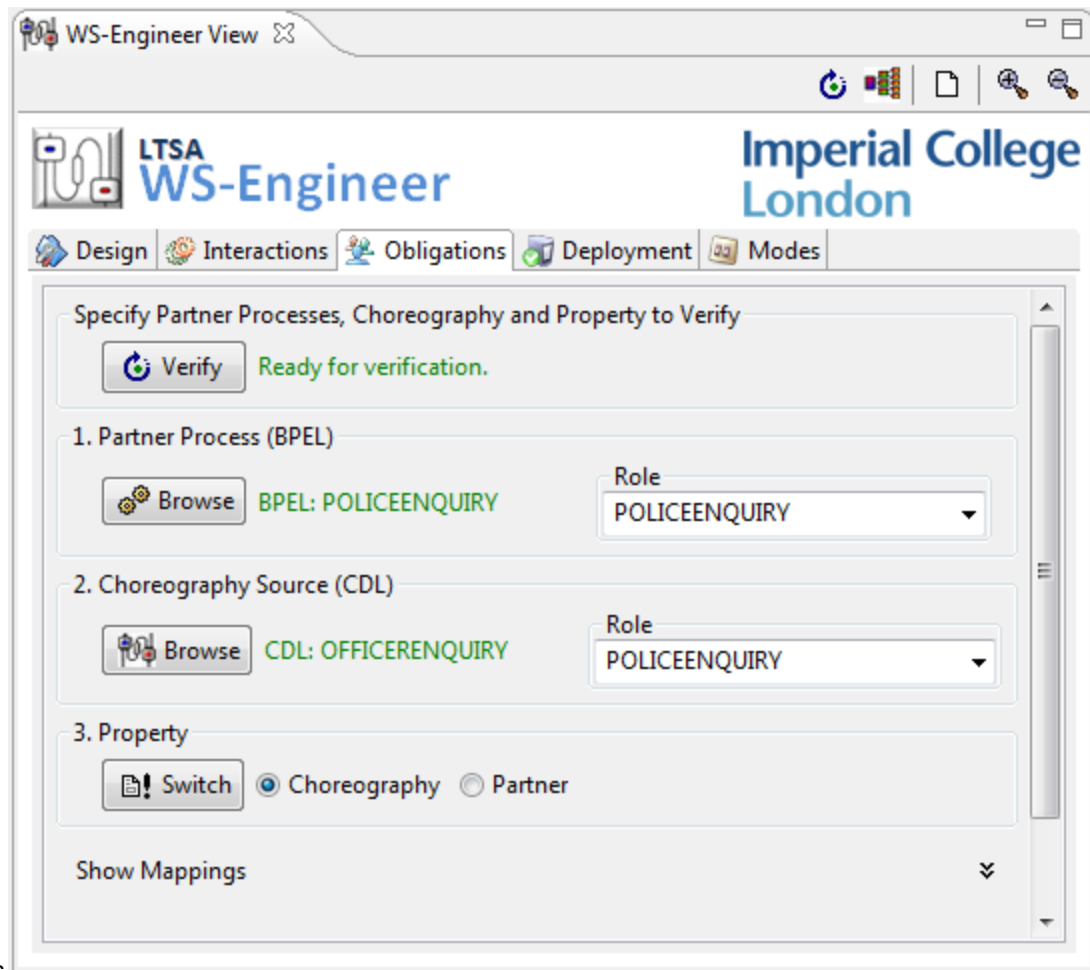 WS-Engineer View
LTSA
WS-Engineer
Imperial College
London
Design Interactions Obligations Deployment Modes
Specify Partner Processes, Choreography and Property to Verify
Verify Ready for verification.
1. Partner Process (BPEL)
Role
Browse BPEL: POLICEENQUIRY POLICEENQUIRY
2. Choreography Source (CDL)
Role
Browse CDL: OFFICERENQUIRY POLICEENQUIRY
3. Property
Switch Choreography Partner
Show Mappings